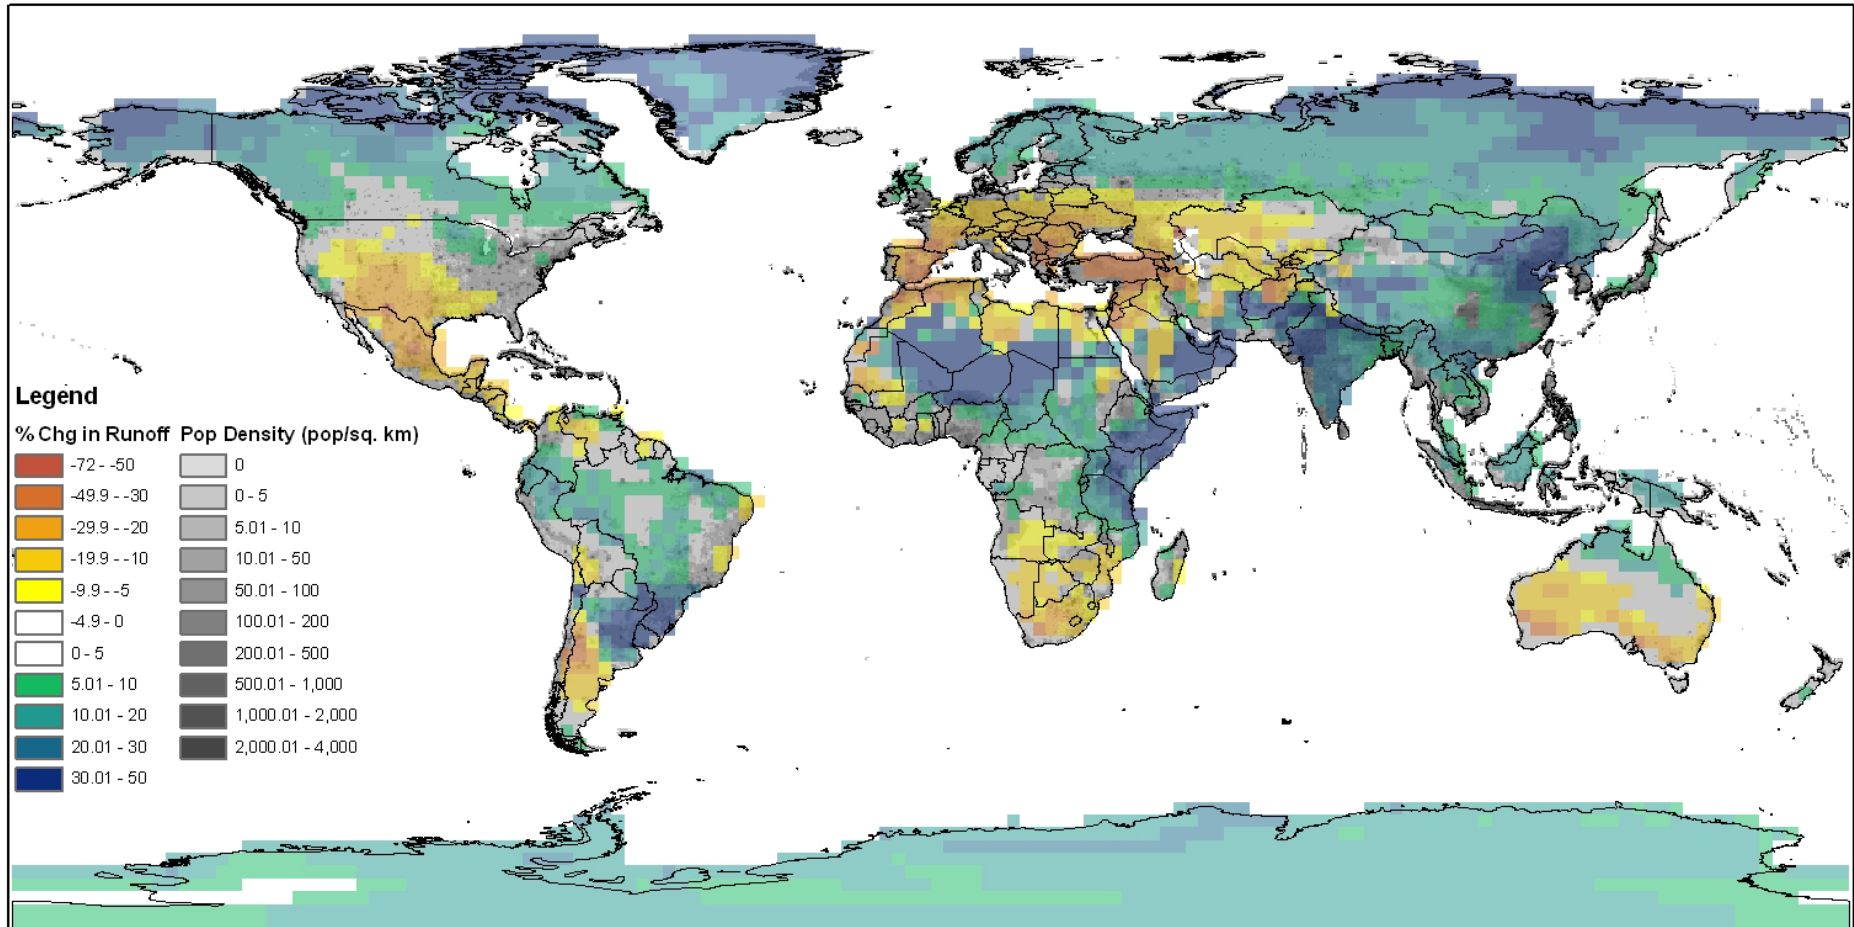 Legend
% Chg in Runoff Pop Density (pop/sq. km)
-72 - -50 0
-49.9 - -30 0 - 5
-29.9 - -20 5.01 - 10
-19.9 - -10 10.01 - 50
-9.9 - -5 50.01 - 100
-4.9 - 0 100.01 - 200
0 - 5 200.01 - 500
5.01 - 10 500.01 - 1,000
10.01 - 20 1,000.01 - 2,000
20.01 - 30 2,000.01 - 4,000
30.01 - 50